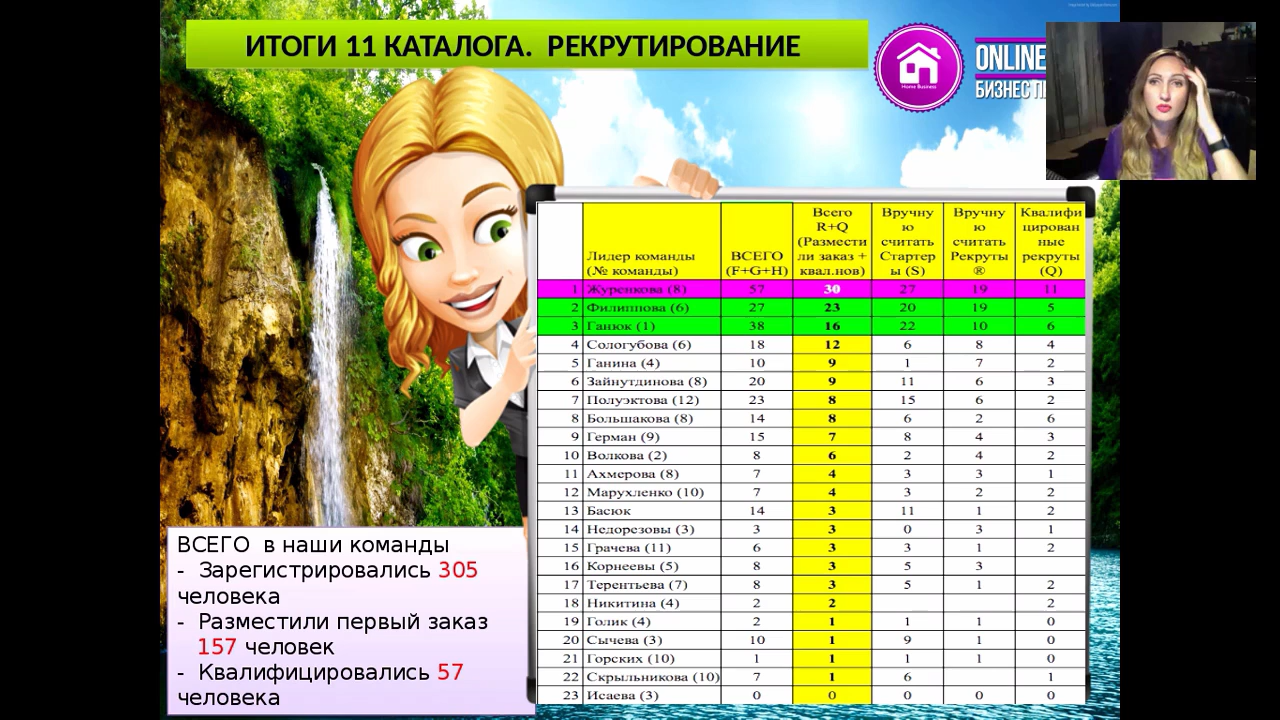 ИТОГИ 11 КАТАЛОГА. РЕКРУТИРОВАНИЕ
Home Business
ONLINE
БИЗНЕС
Лидер команды (№ команды) ВСЕГО (F+G+H) Всего R+Q (Размести ли заказ + квал.нов) Вручну ю считать Стартер ы (S) Вручну ю считать Рекруты ® Квалифи цирован ные рекруты (Q)
1 Журенкова (8) 57 30 27 19 11
2 Филиппова (6) 27 23 20 19 5
3 Ганюк (1) 38 16 22 10 6
4 Сологубова (6) 18 12 6 8 4
5 Ганина (4) 10 9 1 7 2
6 Зайнутдинова (8) 20 9 11 6 3
7 Полуэктова (12) 23 8 15 6 2
8 Большакова (8) 14 8 6 2 6
9 Герман (9) 15 7 8 4 3
10 Волкова (2) 8 6 2 4 2
11 Ахмерова (8) 7 4 3 3 1
12 Марухленко (10) 7 4 3 2 2
13 Басюк 14 3 11 1 2
14 Недорезовы (3) 3 3 0 3 1
15 Грачева (11) 6 3 3 1 2
16 Корнеевы (5) 8 3 5 3
17 Терентьева (7) 8 3 5 1 2
18 Никитина (4) 2 2 2
19 Голик (4) 2 1 1 1 0
20 Сычева (3) 10 1 9 1 0
21 Горских (10) 1 1 1 1 0
22 Скрыльникова (10) 7 1 6 1
23 Исаева (3) 0 0 0 0 0
ВСЕГО в наши команды
- Зарегистрировались 305
человека
- Разместили первый заказ
157 человек
- Квалифицировались 57
человека